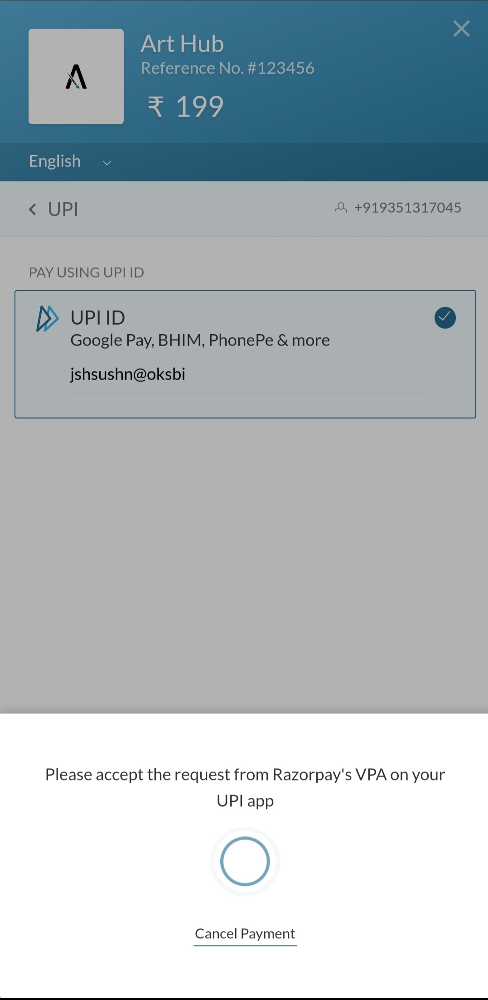 Art Hub
Reference No. #123456
₹ 199
English
UPI
+919351317045
PAY USING UPI ID
UPI ID
Google Pay, BHIM, PhonePe & more
jshsushn@oksbi
Please accept the request from Razorpay's VPA on your
UPI app
Cancel Payment